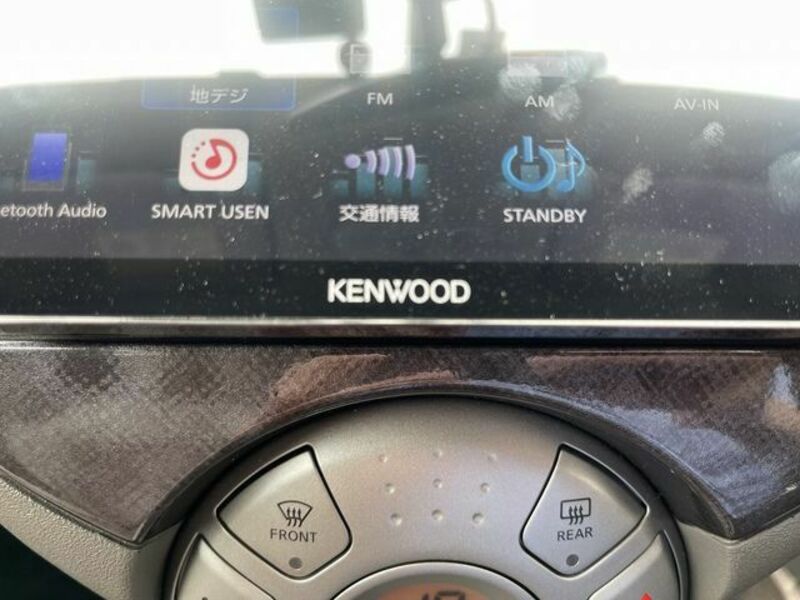 地デジ FM AM AV-IN
etooth Audio SMART USEN 交通情報 STANDBY
KENWOOD
FRONT REAR